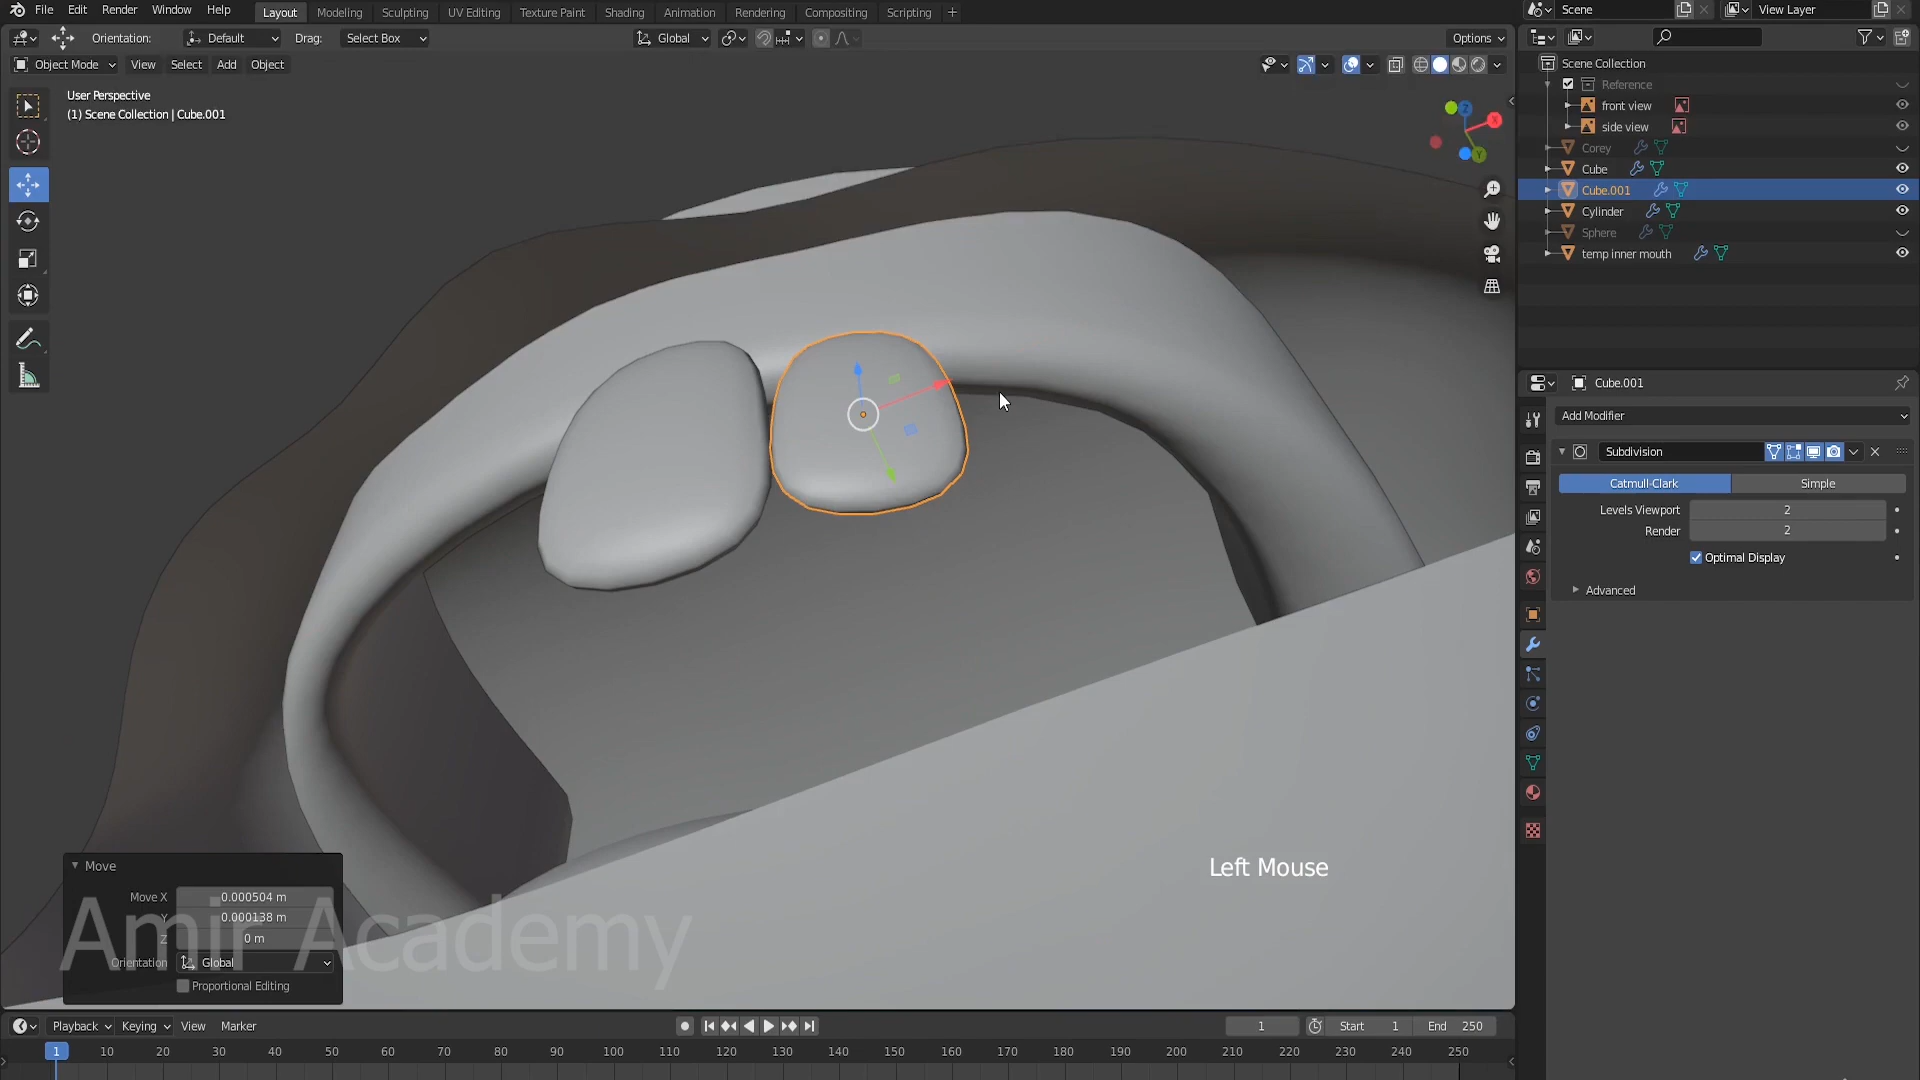 File Edit Render Window Help Layout Modeling Sculpting UV Editing Texture Paint Shading Animation Rendering Compositing Scripting + Scene View Layer
Orientation: Default Drag: Select Box Global Options
Object Mode View Select Add Object
User Perspective
(1) Scene Collection | Cube.001
X
Y
Z
Scene Collection
Reference
front view
side view
Corey
Cube
Cube.001
Cylinder
Sphere
temp inner mouth
Cube.001
Add Modifier
Subdivision
Catmull-Clark Simple
Levels Viewport 2
Render 2
Optimal Display
Advanced
Left Mouse
Move
Move X 0.000504 m
Y 0.000138 m
Z 0 m
Orientation Global
Proportional Editing
Amir Academy
Playback Keying View Marker 1 Start 1 End 250
1 10 20 30 40 50 60 70 80 90 100 110 120 130 140 150 160 170 180 190 200 210 220 230 240 250